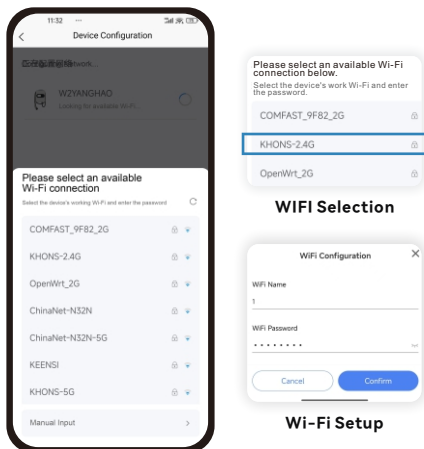 11:32 ...
Device Configuration
W2YANGHAO
Looking for available Wi-Fi...
Please select an available
Wi-Fi connection
Select the device's working Wi-Fi and enter the password
COMFAST_9F82_2G
KHONS-2.4G
OpenWrt_2G
ChinaNet-N32N
ChinaNet-N32N-5G
KEENSI
KHONS-5G
Manual Input
Please select an available Wi-Fi
connection below.
Select the device's work Wi-Fi and enter
the password.
COMFAST_9F82_2G
KHONS-2.4G
OpenWrt_2G
WIFI Selection
WiFi Configuration
WiFi Name
1
WiFi Password
Cancel
Confirm
Wi-Fi Setup